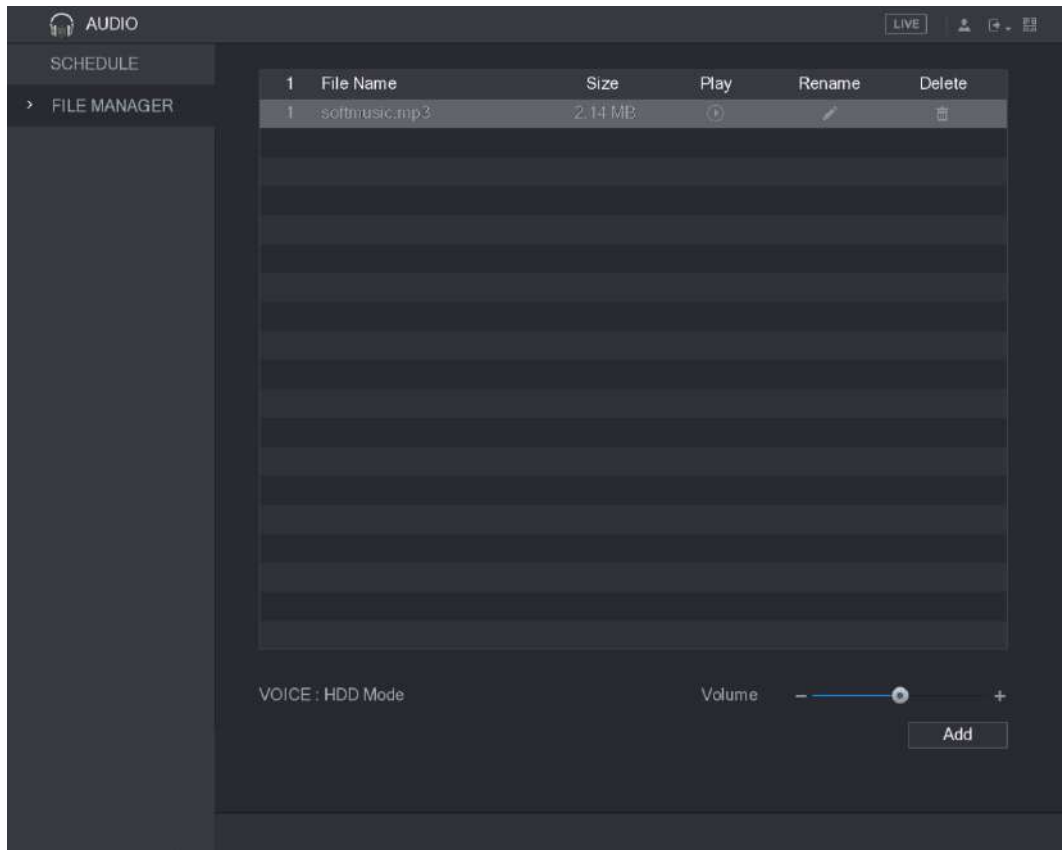 AUDIO LIVE
SCHEDULE
FILE MANAGER
1 File Name Size Play Rename Delete
1 softmusic.mp3 2.14 MB
VOICE : HDD Mode Volume − +
Add